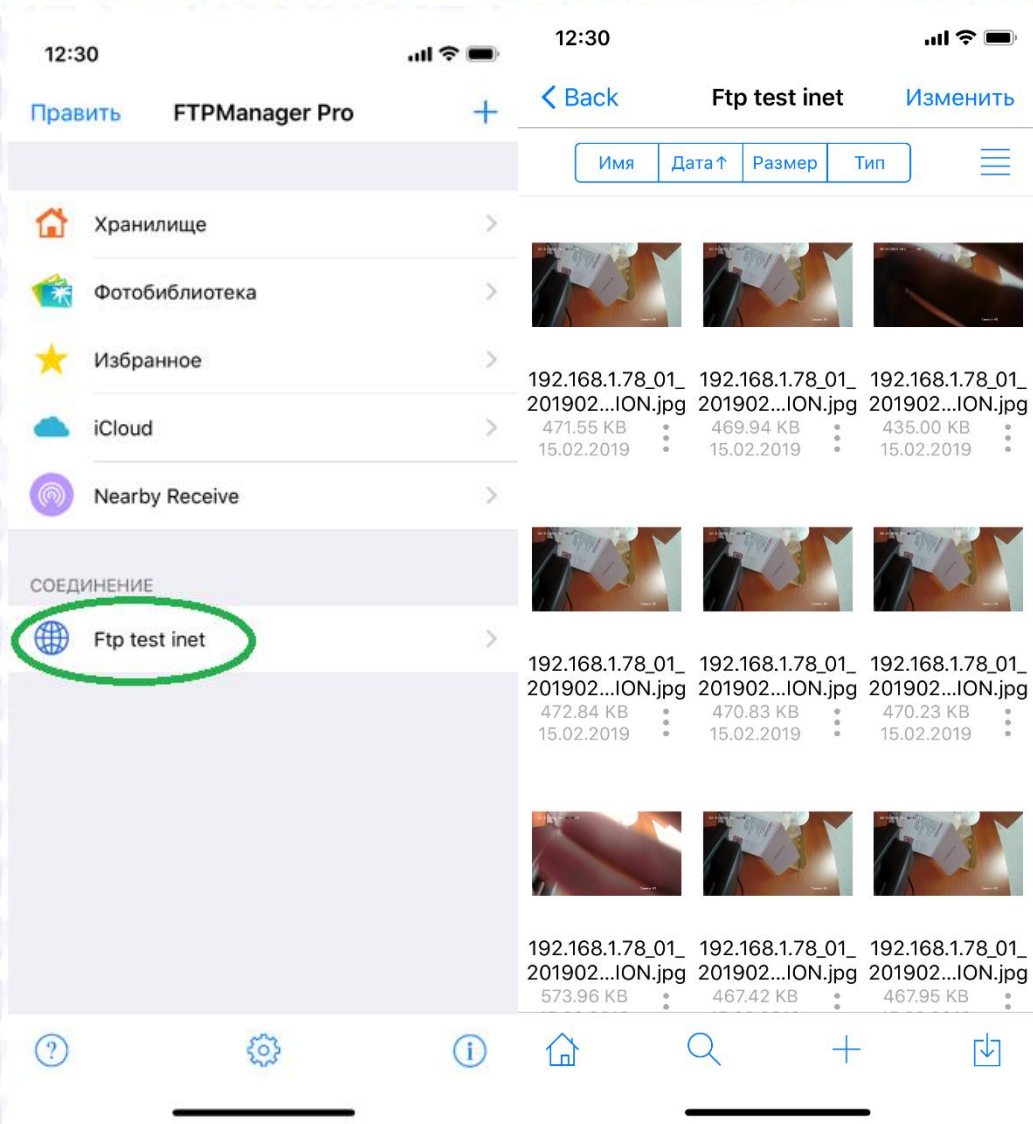 12:30
Править FTPManager Pro
Хранилище
Фотобиблиотека
Избранное
iCloud
Nearby Receive
СОЕДИНЕНИЕ
Ftp test inet
12:30
Back Ftp test inet Изменить
Имя Дата↑ Размер Тип
192.168.1.78_01_ 192.168.1.78_01_ 192.168.1.78_01_
201902...ION.jpg 201902...ION.jpg 201902...ION.jpg
471.55 KB 469.94 KB 435.00 KB
15.02.2019 15.02.2019 15.02.2019
192.168.1.78_01_ 192.168.1.78_01_ 192.168.1.78_01_
201902...ION.jpg 201902...ION.jpg 201902...ION.jpg
472.84 KB 470.83 KB 470.23 KB
15.02.2019 15.02.2019 15.02.2019
192.168.1.78_01_ 192.168.1.78_01_ 192.168.1.78_01_
201902...ION.jpg 201902...ION.jpg 201902...ION.jpg
573.96 KB 467.42 KB 467.95 KB